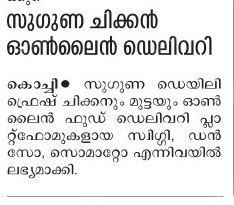 സുഗുണ ചിക്കൻ
ഓൺലൈൻ ഡെലിവറി
കൊച്ചി● സുഗുണ ഡെയിലി
ഫ്രെഷ് ചിക്കനും മുട്ടയും ഓൺ
ലൈൻ ഫുഡ് ഡെലിവറി പ്ലാ
റ്റ്ഫോമുകളായ സ്വിഗ്ഗി, ഡൻ
സോ, സൊമാറ്റോ എന്നിവയിൽ
ലഭ്യമാക്കി.